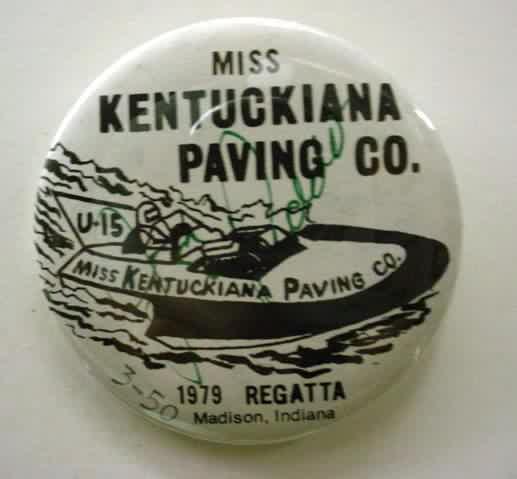 MISS
KENTUCKIANA
PAVING CO.
U-15
MISS KENTUCKIANA PAVING CO.
3-50
1979 REGATTA
Madison, Indiana